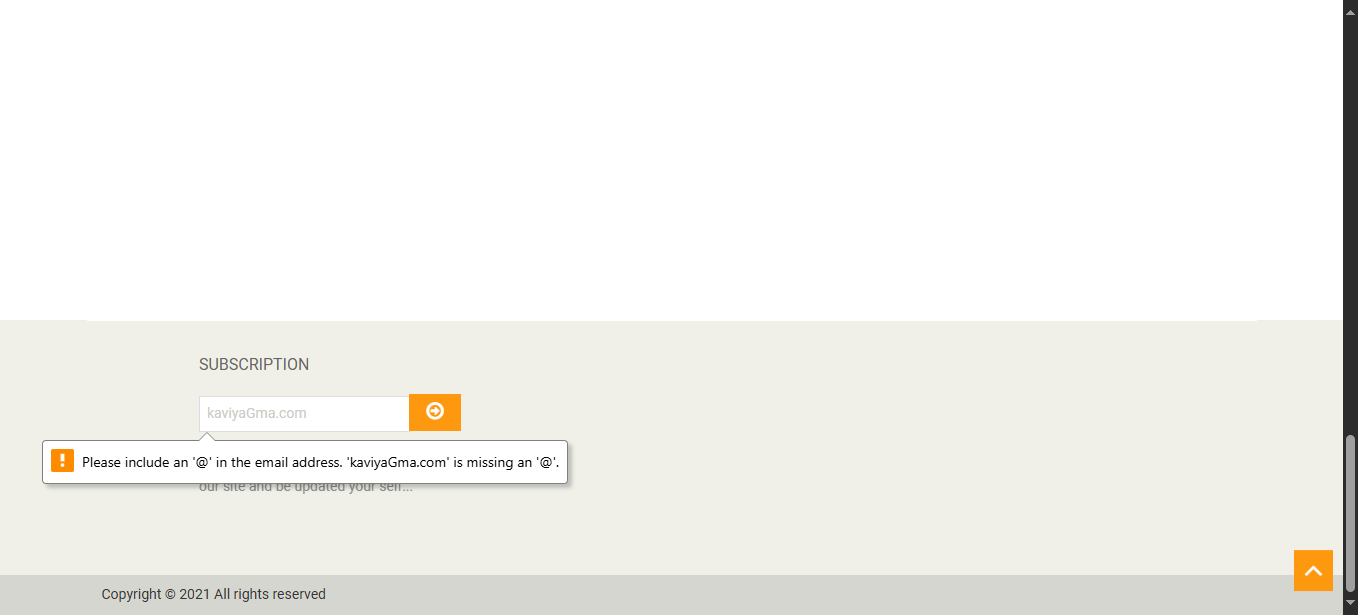 SUBSCRIPTION
kaviyaGma.com
Please include an '@' in the email address. 'kaviyaGma.com' is missing an '@'.
our site and be updated your self...
Copyright © 2021 All rights reserved